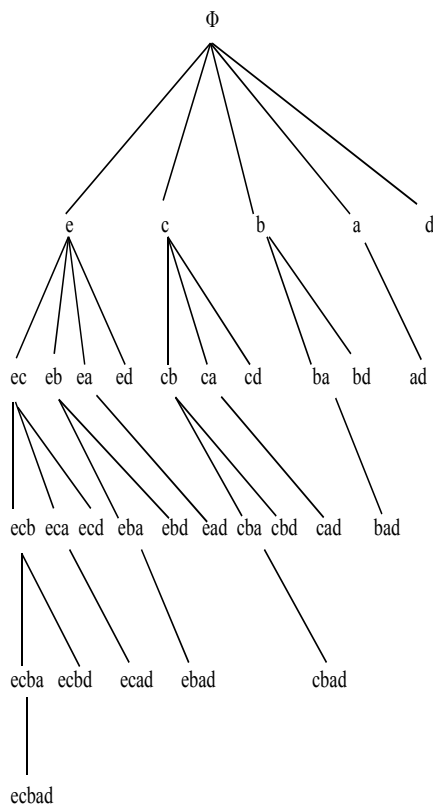 Φ
e c b a d
ec eb ea ed cb ca cd ba bd ad
ecb eca ecd eba ebd ead cba cbd cad bad
ecba ecbd ecad ebad cbad
ecbad